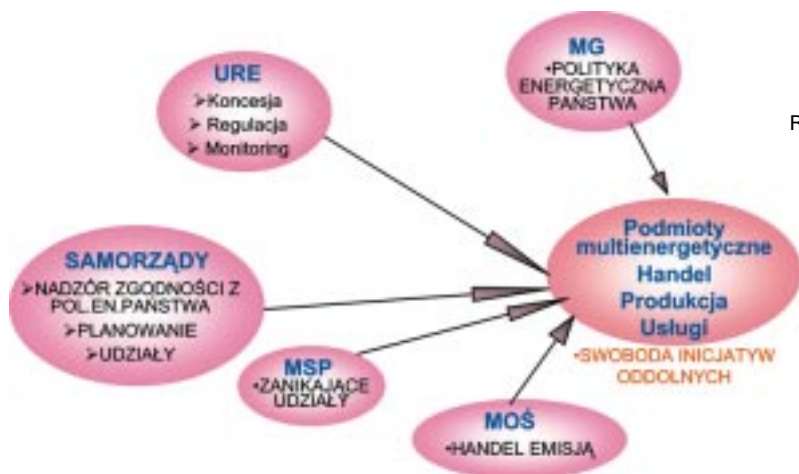 URE
➢Koncesja
➢ Regulacja
➢ Monitoring
MG
•POLITYKA
ENERGETYCZNA
PAŃSTWA
R
SAMORZĄDY
➢NADZÓR ZGODNOŚCI Z
POL.EN.PAŃSTWA
➢PLANOWANIE
➢UDZIAŁY
Podmioty
multienergetyczne
Handel
Produkcja
Usługi
•SWOBODA INICJATYW
ODDOLNYCH
MSP
•ZANIKAJĄCE
UDZIAŁY
MOŚ
•HANDEL EMISJĄ